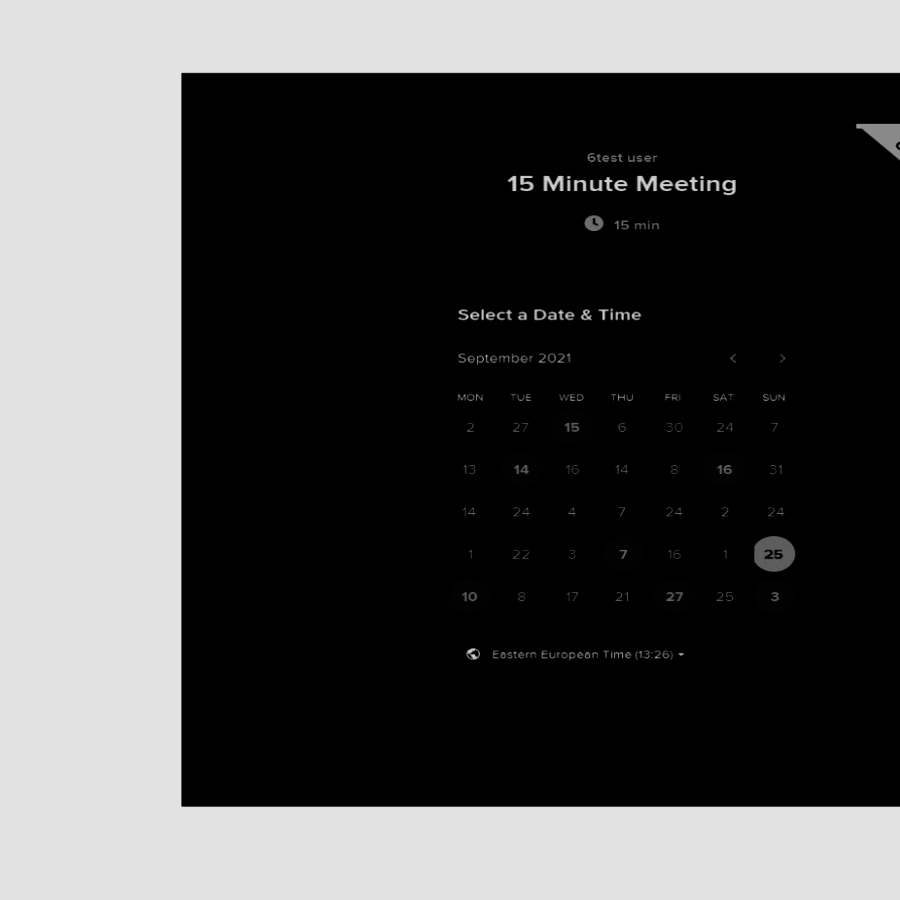 6test user
15 Minute Meeting
15 min
Select a Date & Time
September 2021
MON TUE WED THU FRI SAT SUN
2 27 15 6 30 24 7
13 14 16 14 8 16 31
14 24 4 7 24 2 24
1 22 3 7 16 1 25
10 8 17 21 27 25 3
Eastern European Time (13:26)